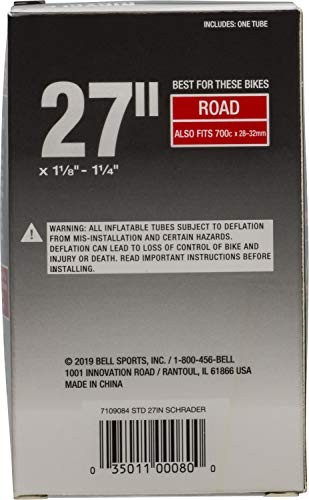 INCLUDES: ONE TUBE
27"
x 1⅛" - 1¼"
BEST FOR THESE BIKES
ROAD
ALSO FITS 700c x 28-32mm
WARNING: ALL INFLATABLE TUBES SUBJECT TO DEFLATION
FROM MIS-INSTALLATION AND CERTAIN HAZARDS.
DEFLATION CAN LEAD TO LOSS OF CONTROL OF BIKE AND
INJURY OR DEATH. READ IMPORTANT INSTRUCTIONS BEFORE
INSTALLING.
© 2019 BELL SPORTS, INC. / 1-800-456-BELL
1001 INNOVATION ROAD / RANTOUL, IL 61866 USA
MADE IN CHINA
7109084 STD 27IN SCHRADER
0 35011 00080 0